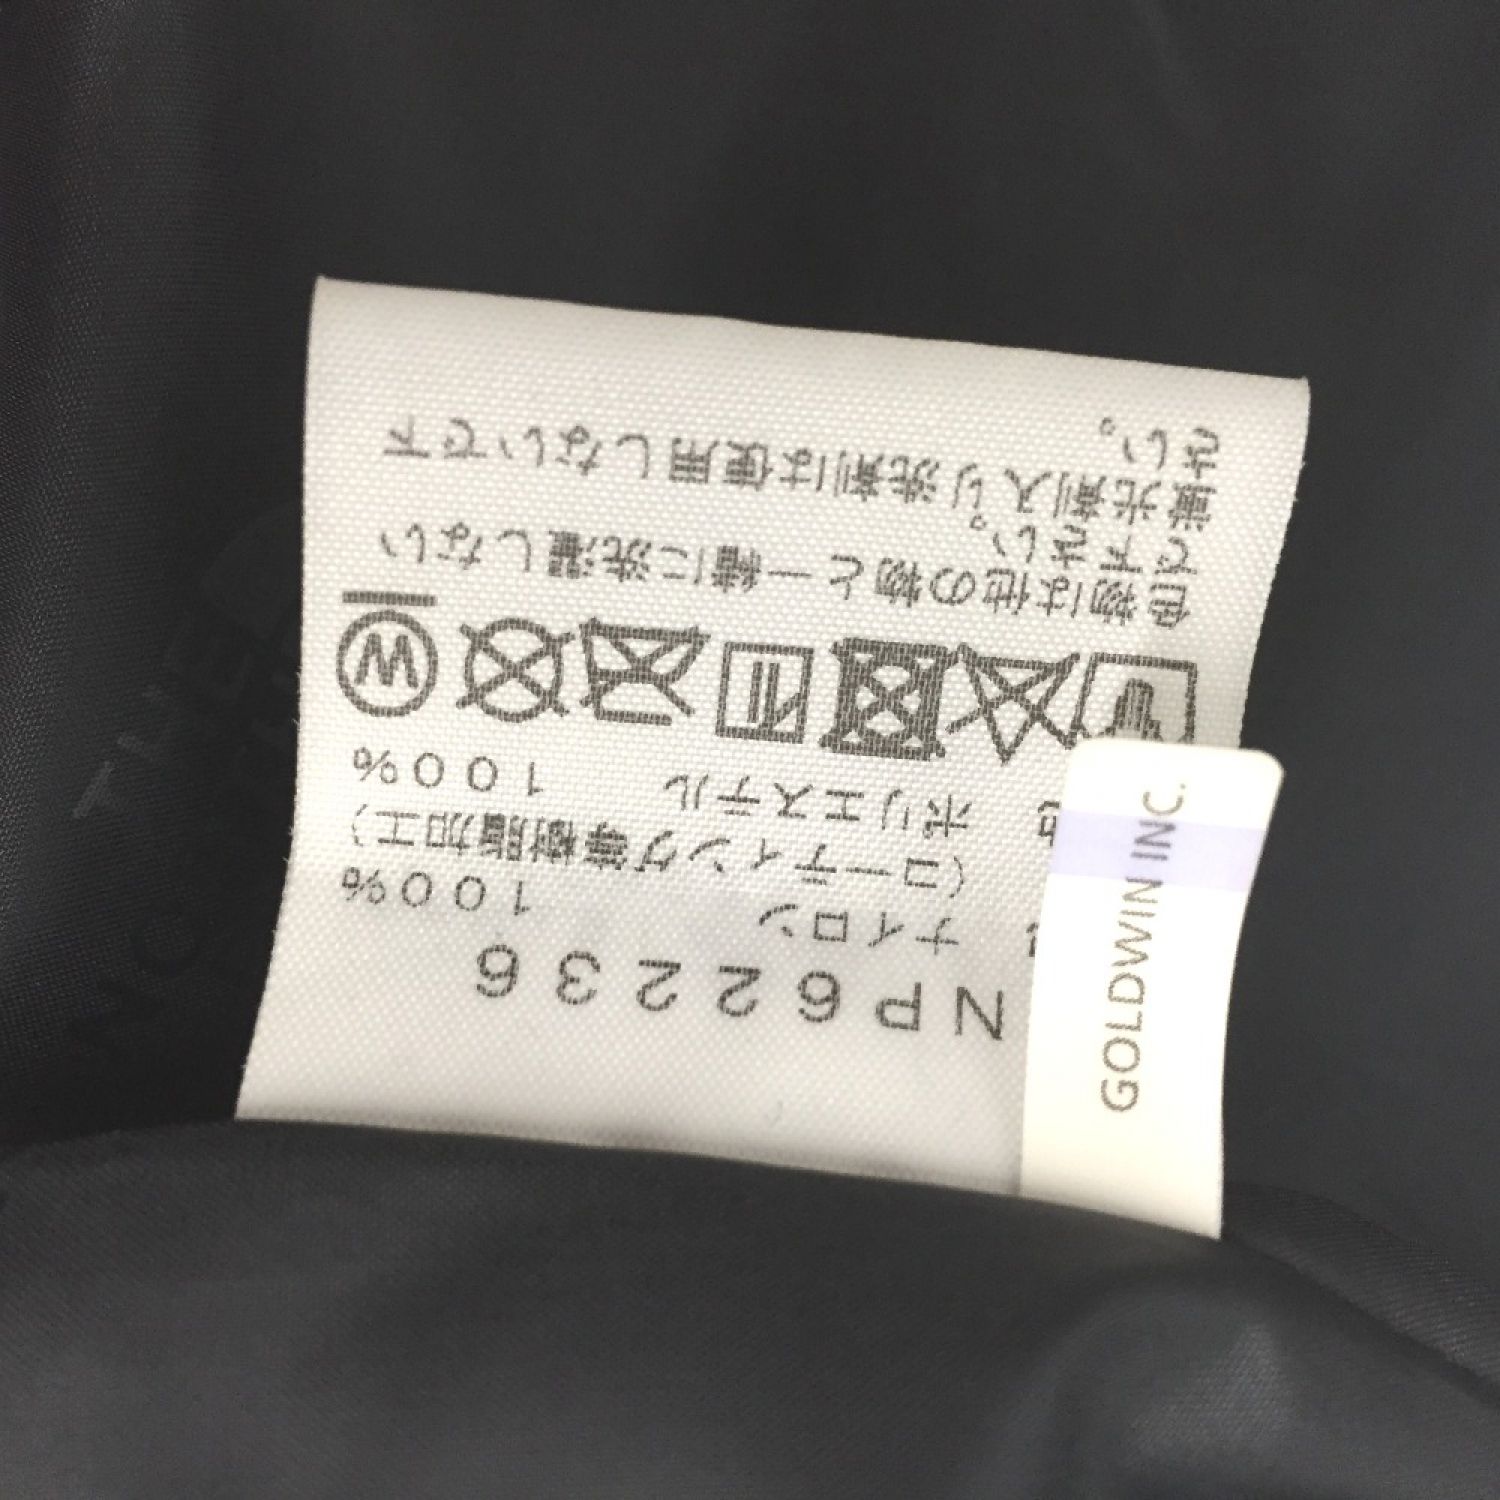 NP62236
ナイロン 100%
(コーティング等樹脂加工)
ポリエステル 100%
W
色物は他の物と一緒に洗濯しない
で下さい。
漂白剤入り洗剤は使用しないで下
さい。
GOLDWIN INC.
THE